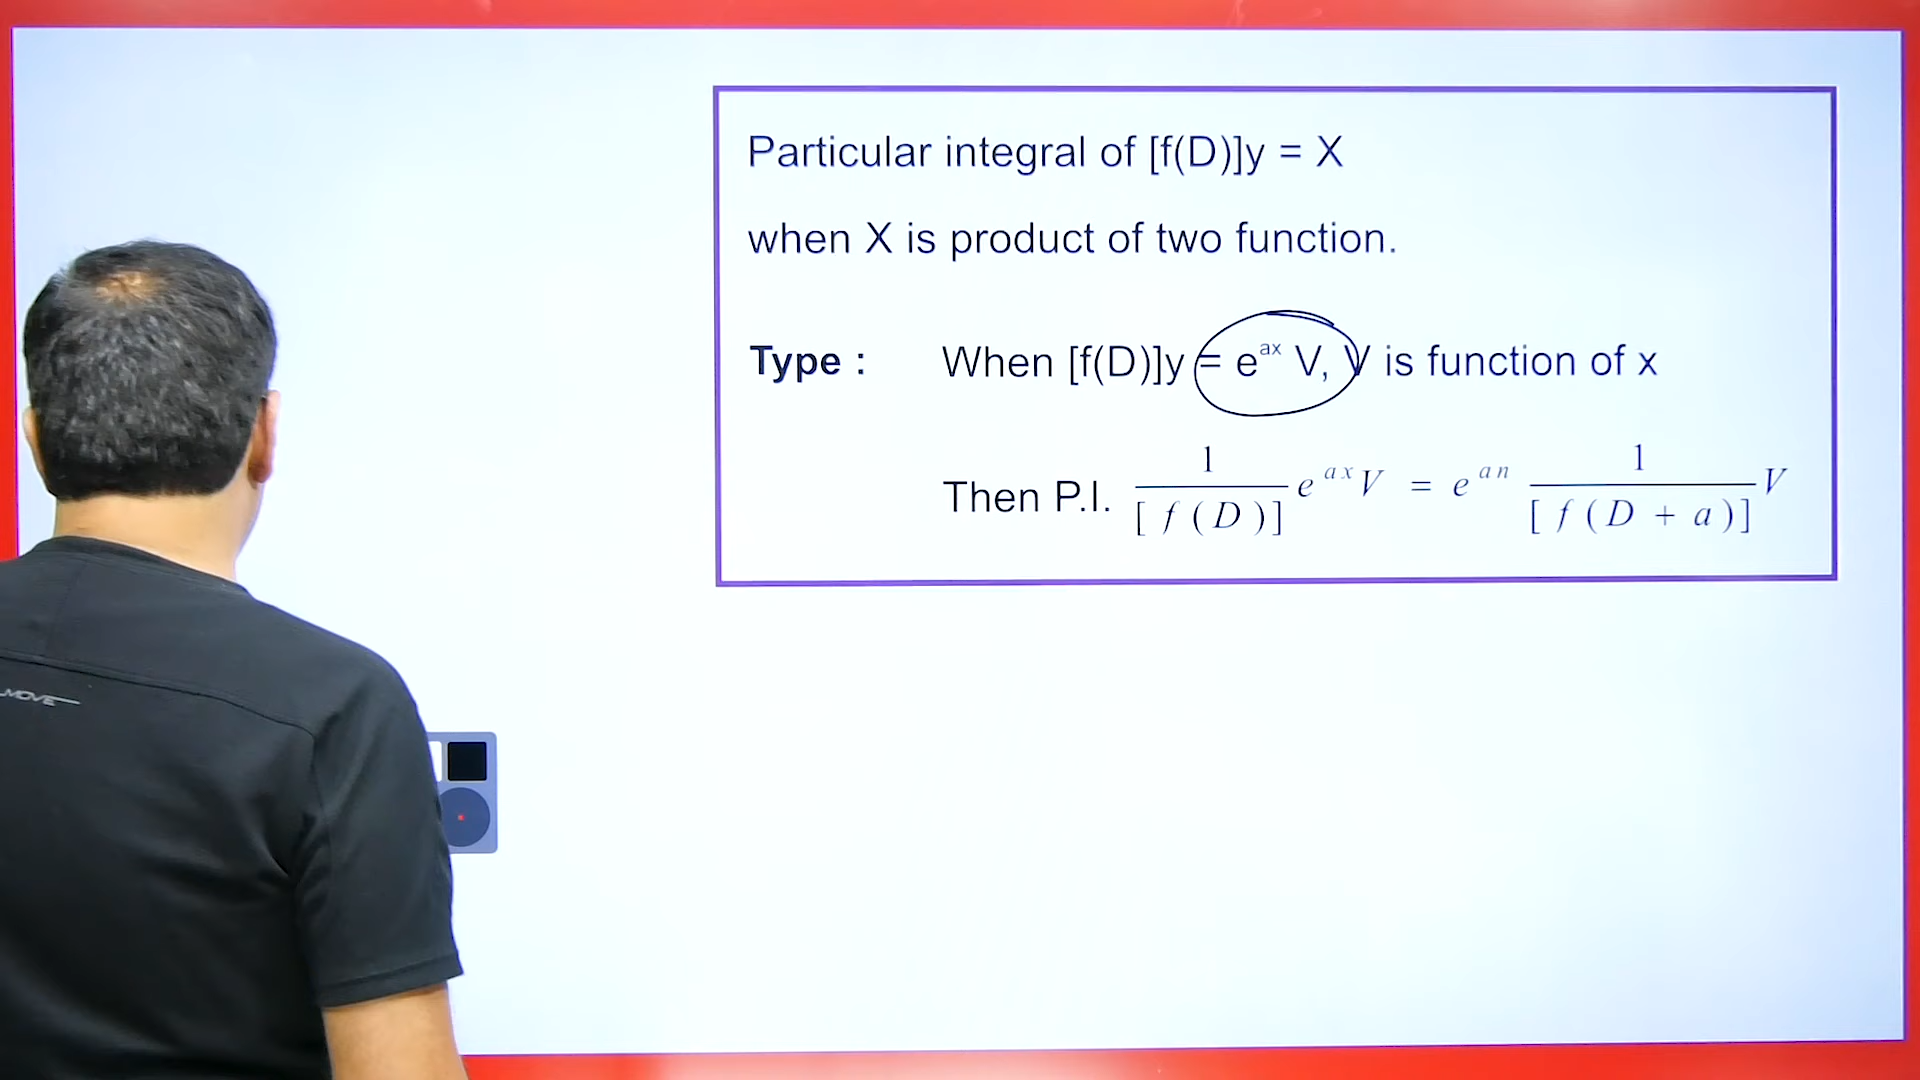 Particular integral of [f(D)]y = X
when X is product of two function.
Type : When [f(D)]y = e^ax V, V is function of x
Then P.I. 1/[f(D)] e^ax V = e^an 1/[f(D + a)] V
MOVE